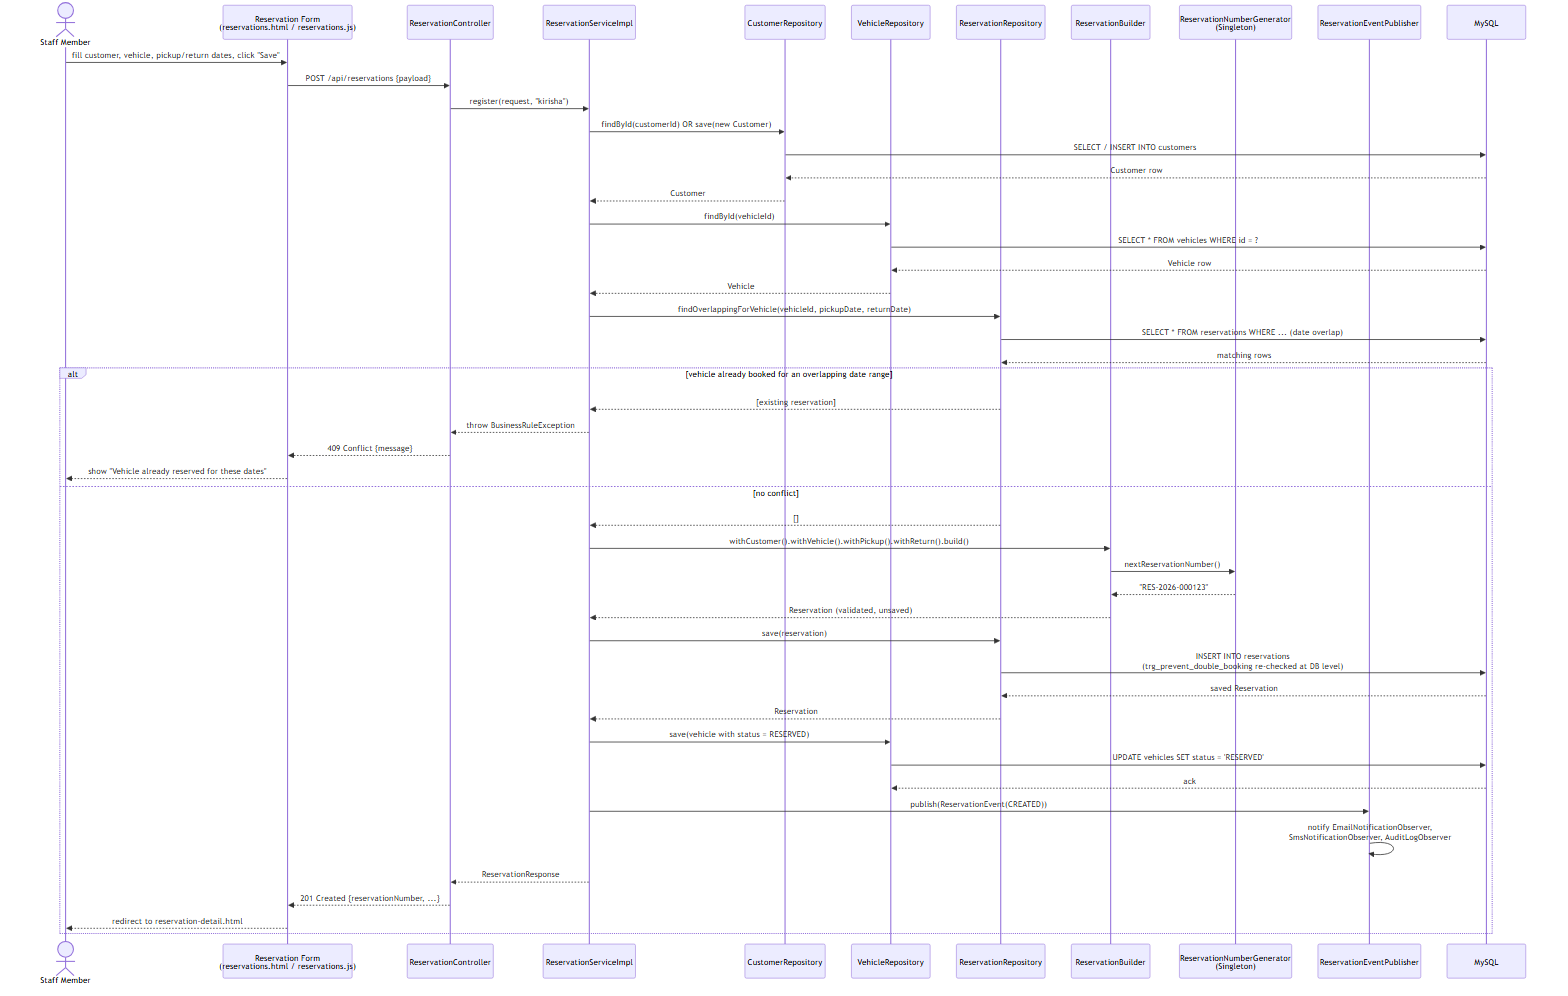 Staff Member
Reservation Form
(reservations.html / reservations.js)
ReservationController
ReservationServiceImpl
CustomerRepository
VehicleRepository
ReservationRepository
ReservationBuilder
ReservationNumberGenerator
(Singleton)
ReservationEventPublisher
MySQL
fill customer, vehicle, pickup/return dates, click "Save"
POST /api/reservations {payload}
register(request, "kirisha")
findById(customerId) OR save(new Customer)
SELECT / INSERT INTO customers
Customer row
Customer
findById(vehicleId)
SELECT * FROM vehicles WHERE id = ?
Vehicle row
Vehicle
findOverlappingForVehicle(vehicleId, pickupDate, returnDate)
SELECT * FROM reservations WHERE ... (date overlap)
matching rows
alt
[vehicle already booked for an overlapping date range]
[existing reservation]
throw BusinessRuleException
409 Conflict {message}
show "Vehicle already reserved for these dates"
[no conflict]
[]
withCustomer().withVehicle().withPickup().withReturn().build()
nextReservationNumber()
"RES-2026-000123"
Reservation (validated, unsaved)
save(reservation)
INSERT INTO reservations
(trg_prevent_double_booking re-checked at DB level)
saved Reservation
Reservation
save(vehicle with status = RESERVED)
UPDATE vehicles SET status = 'RESERVED'
ack
publish(ReservationEvent(CREATED))
notify EmailNotificationObserver,
SmsNotificationObserver, AuditLogObserver
ReservationResponse
201 Created {reservationNumber, ...}
redirect to reservation-detail.html
Staff Member
Reservation Form
(reservations.html / reservations.js)
ReservationController
ReservationServiceImpl
CustomerRepository
VehicleRepository
ReservationRepository
ReservationBuilder
ReservationNumberGenerator
(Singleton)
ReservationEventPublisher
MySQL